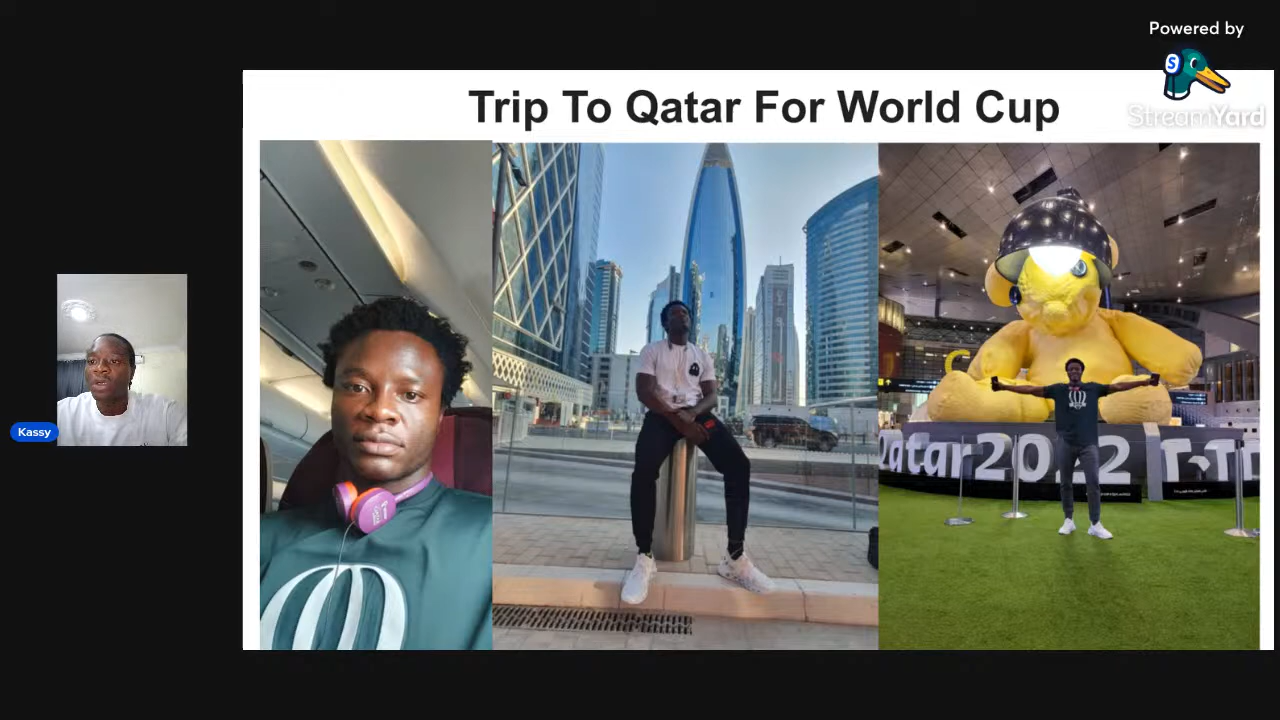 Powered by
StreamYard
Trip To Qatar For World Cup
Qatar2022
Kassy